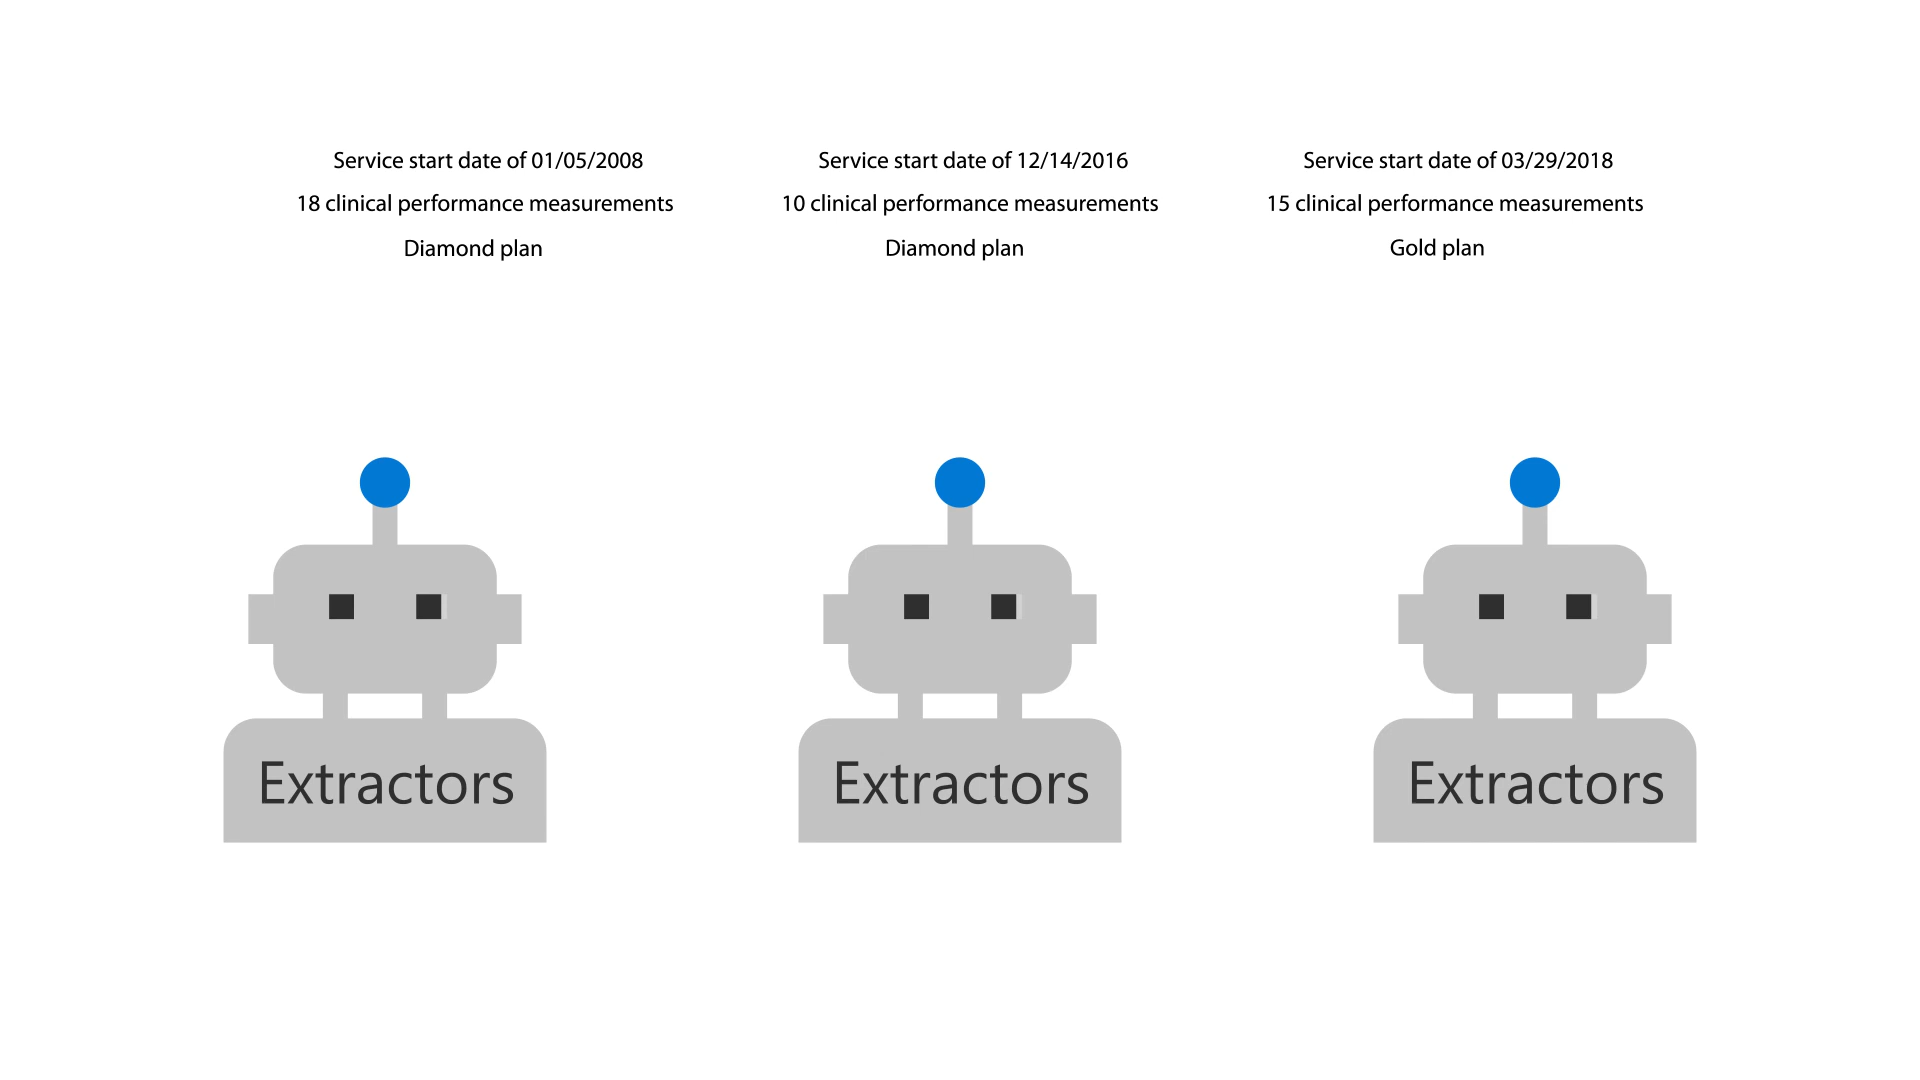 Service start date of 01/05/2008
18 clinical performance measurements
Diamond plan
Service start date of 12/14/2016
10 clinical performance measurements
Diamond plan
Service start date of 03/29/2018
15 clinical performance measurements
Gold plan
Extractors
Extractors
Extractors